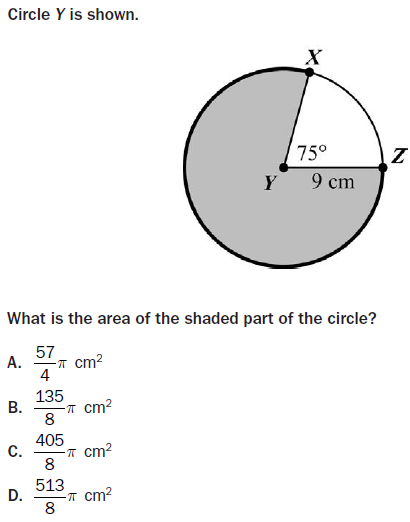 Circle Y is shown.
X
75°
Z
Y
9 cm
What is the area of the shaded part of the circle?
A. 57/4 π cm²
B. 135/8 π cm²
C. 405/8 π cm²
D. 513/8 π cm²